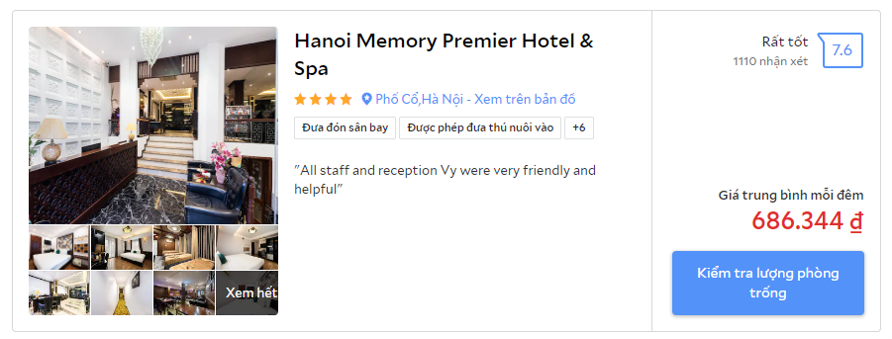 Hanoi Memory Premier Hotel &
Spa
Phố Cổ,Hà Nội - Xem trên bản đồ
Đưa đón sân bay
Được phép đưa thú nuôi vào
+6
"All staff and reception Vy were very friendly and
helpful"
Xem hết
Rất tốt
1110 nhận xét
7.6
Giá trung bình mỗi đêm
686.344 ₫
Kiểm tra lượng phòng
trống